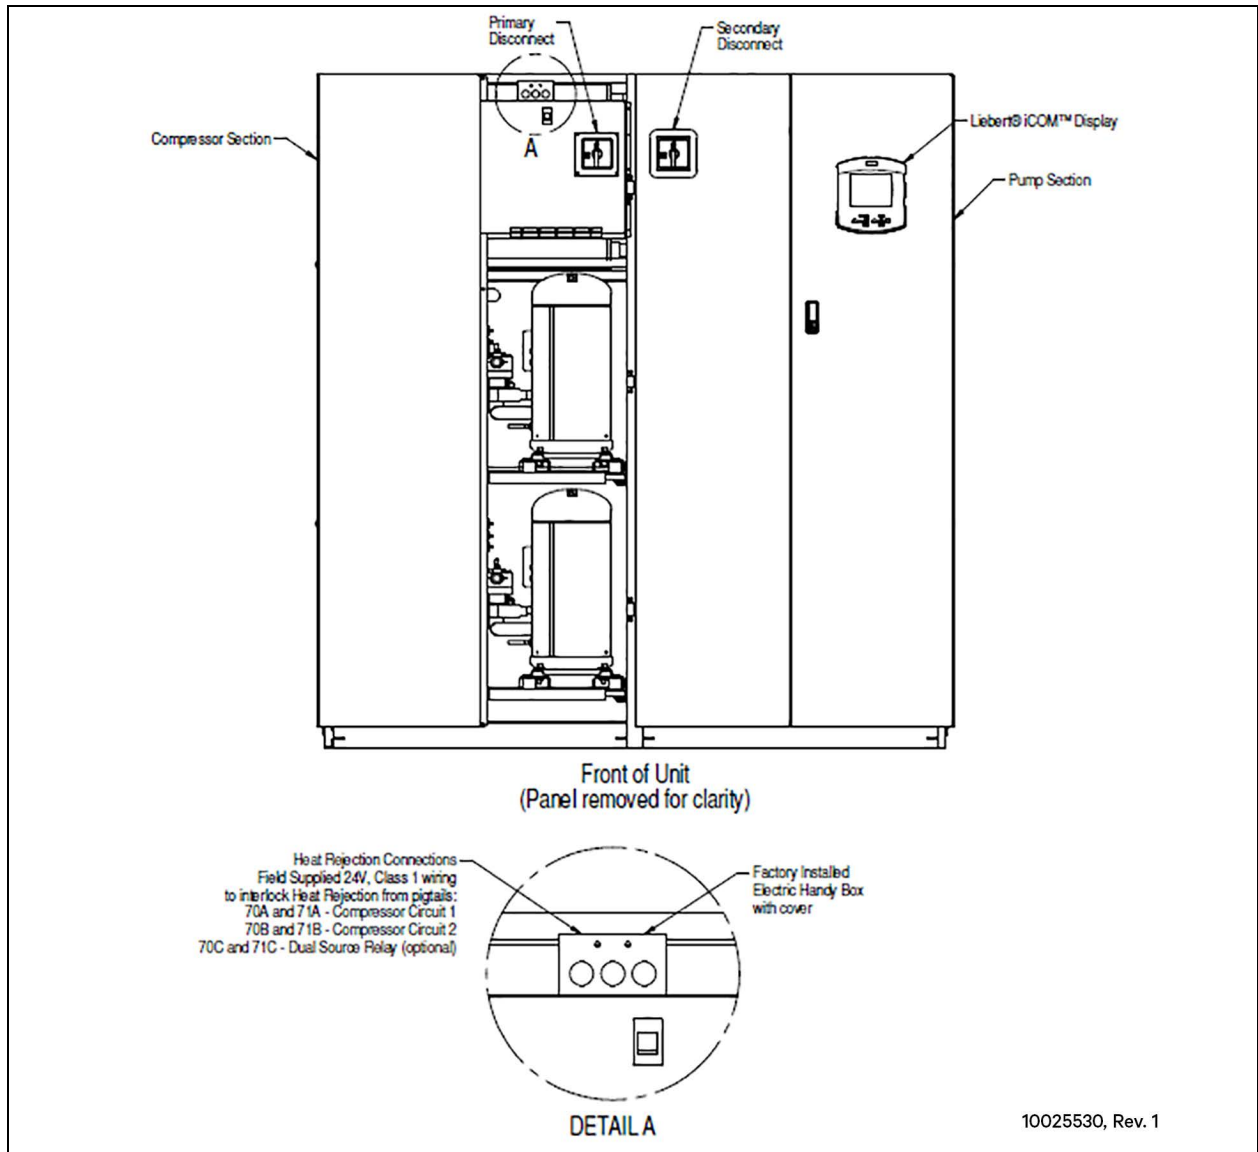 Primary
Disconnect
Secondary
Disconnect
Compressor Section
A
Liebert® iCOM™ Display
Pump Section
Front of Unit
(Panel removed for clarity)
Heat Rejection Connections
Field Supplied 24V, Class 1 wiring
to interlock Heat Rejection from pigtails:
70A and 71A - Compressor Circuit 1
70B and 71B - Compressor Circuit 2
70C and 71C - Dual Source Relay (optional)
Factory Installed
Electric Handy Box
with cover
DETAIL A
10025530, Rev. 1